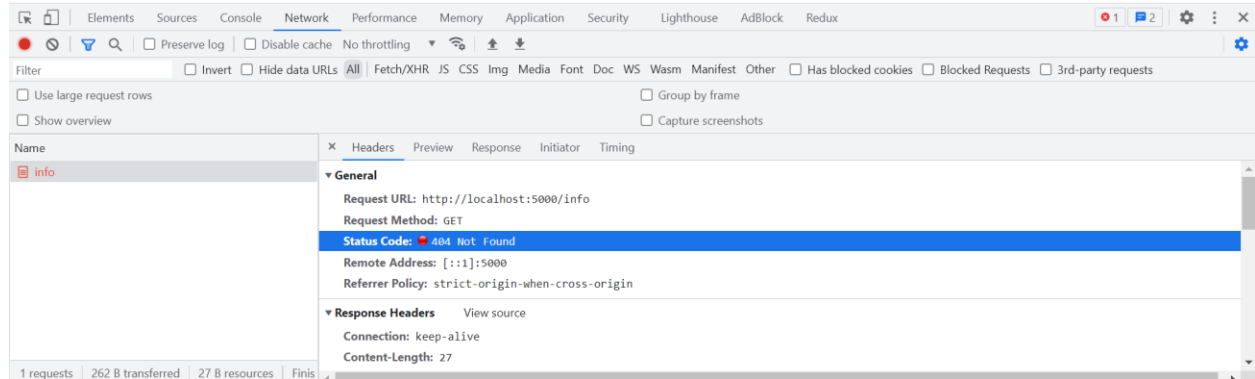 Elements Sources Console Network Performance Memory Application Security Lighthouse AdBlock Redux 1 2
Preserve log Disable cache No throttling
Filter Invert Hide data URLs All Fetch/XHR JS CSS Img Media Font Doc WS Wasm Manifest Other Has blocked cookies Blocked Requests 3rd-party requests
Use large request rows Group by frame
Show overview Capture screenshots
Name × Headers Preview Response Initiator Timing
info
General
Request URL: http://localhost:5000/info
Request Method: GET
Status Code: 404 Not Found
Remote Address: [::1]:5000
Referrer Policy: strict-origin-when-cross-origin
Response Headers View source
Connection: keep-alive
Content-Length: 27
1 requests 262 B transferred 27 B resources Finis